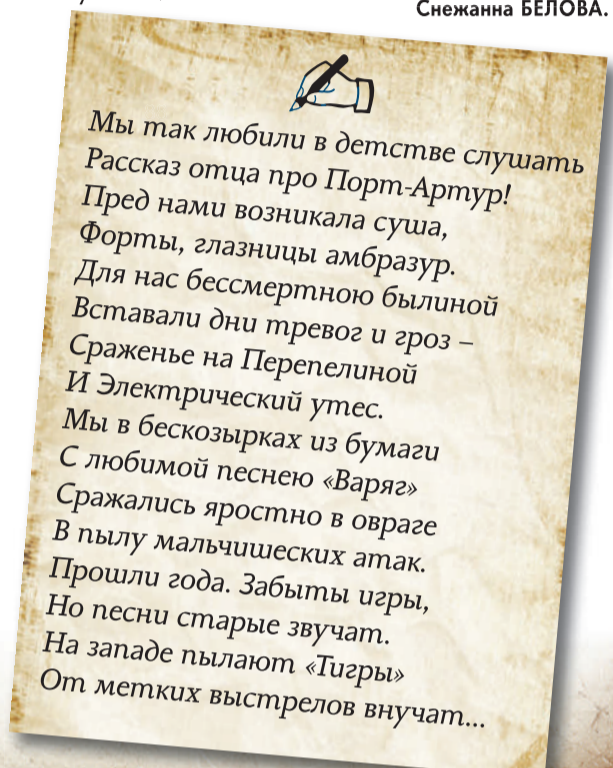 Снежанна БЕЛОВА.
Мы так любили в детстве слушать
Рассказ отца про Порт-Артур!
Пред нами возникала суша,
Форты, глазницы амбразур.
Для нас бессмертною былиной
Вставали дни тревог и гроз –
Сраженье на Перепелиной
И Электрический утес.
Мы в бескозырках из бумаги
С любимой песнею «Варяг»
Сражались яростно в овраге
В пылу мальчишеских атак.
Прошли года. Забыты игры,
Но песни старые звучат.
На западе пылают «Тигры»
От метких выстрелов внучат...